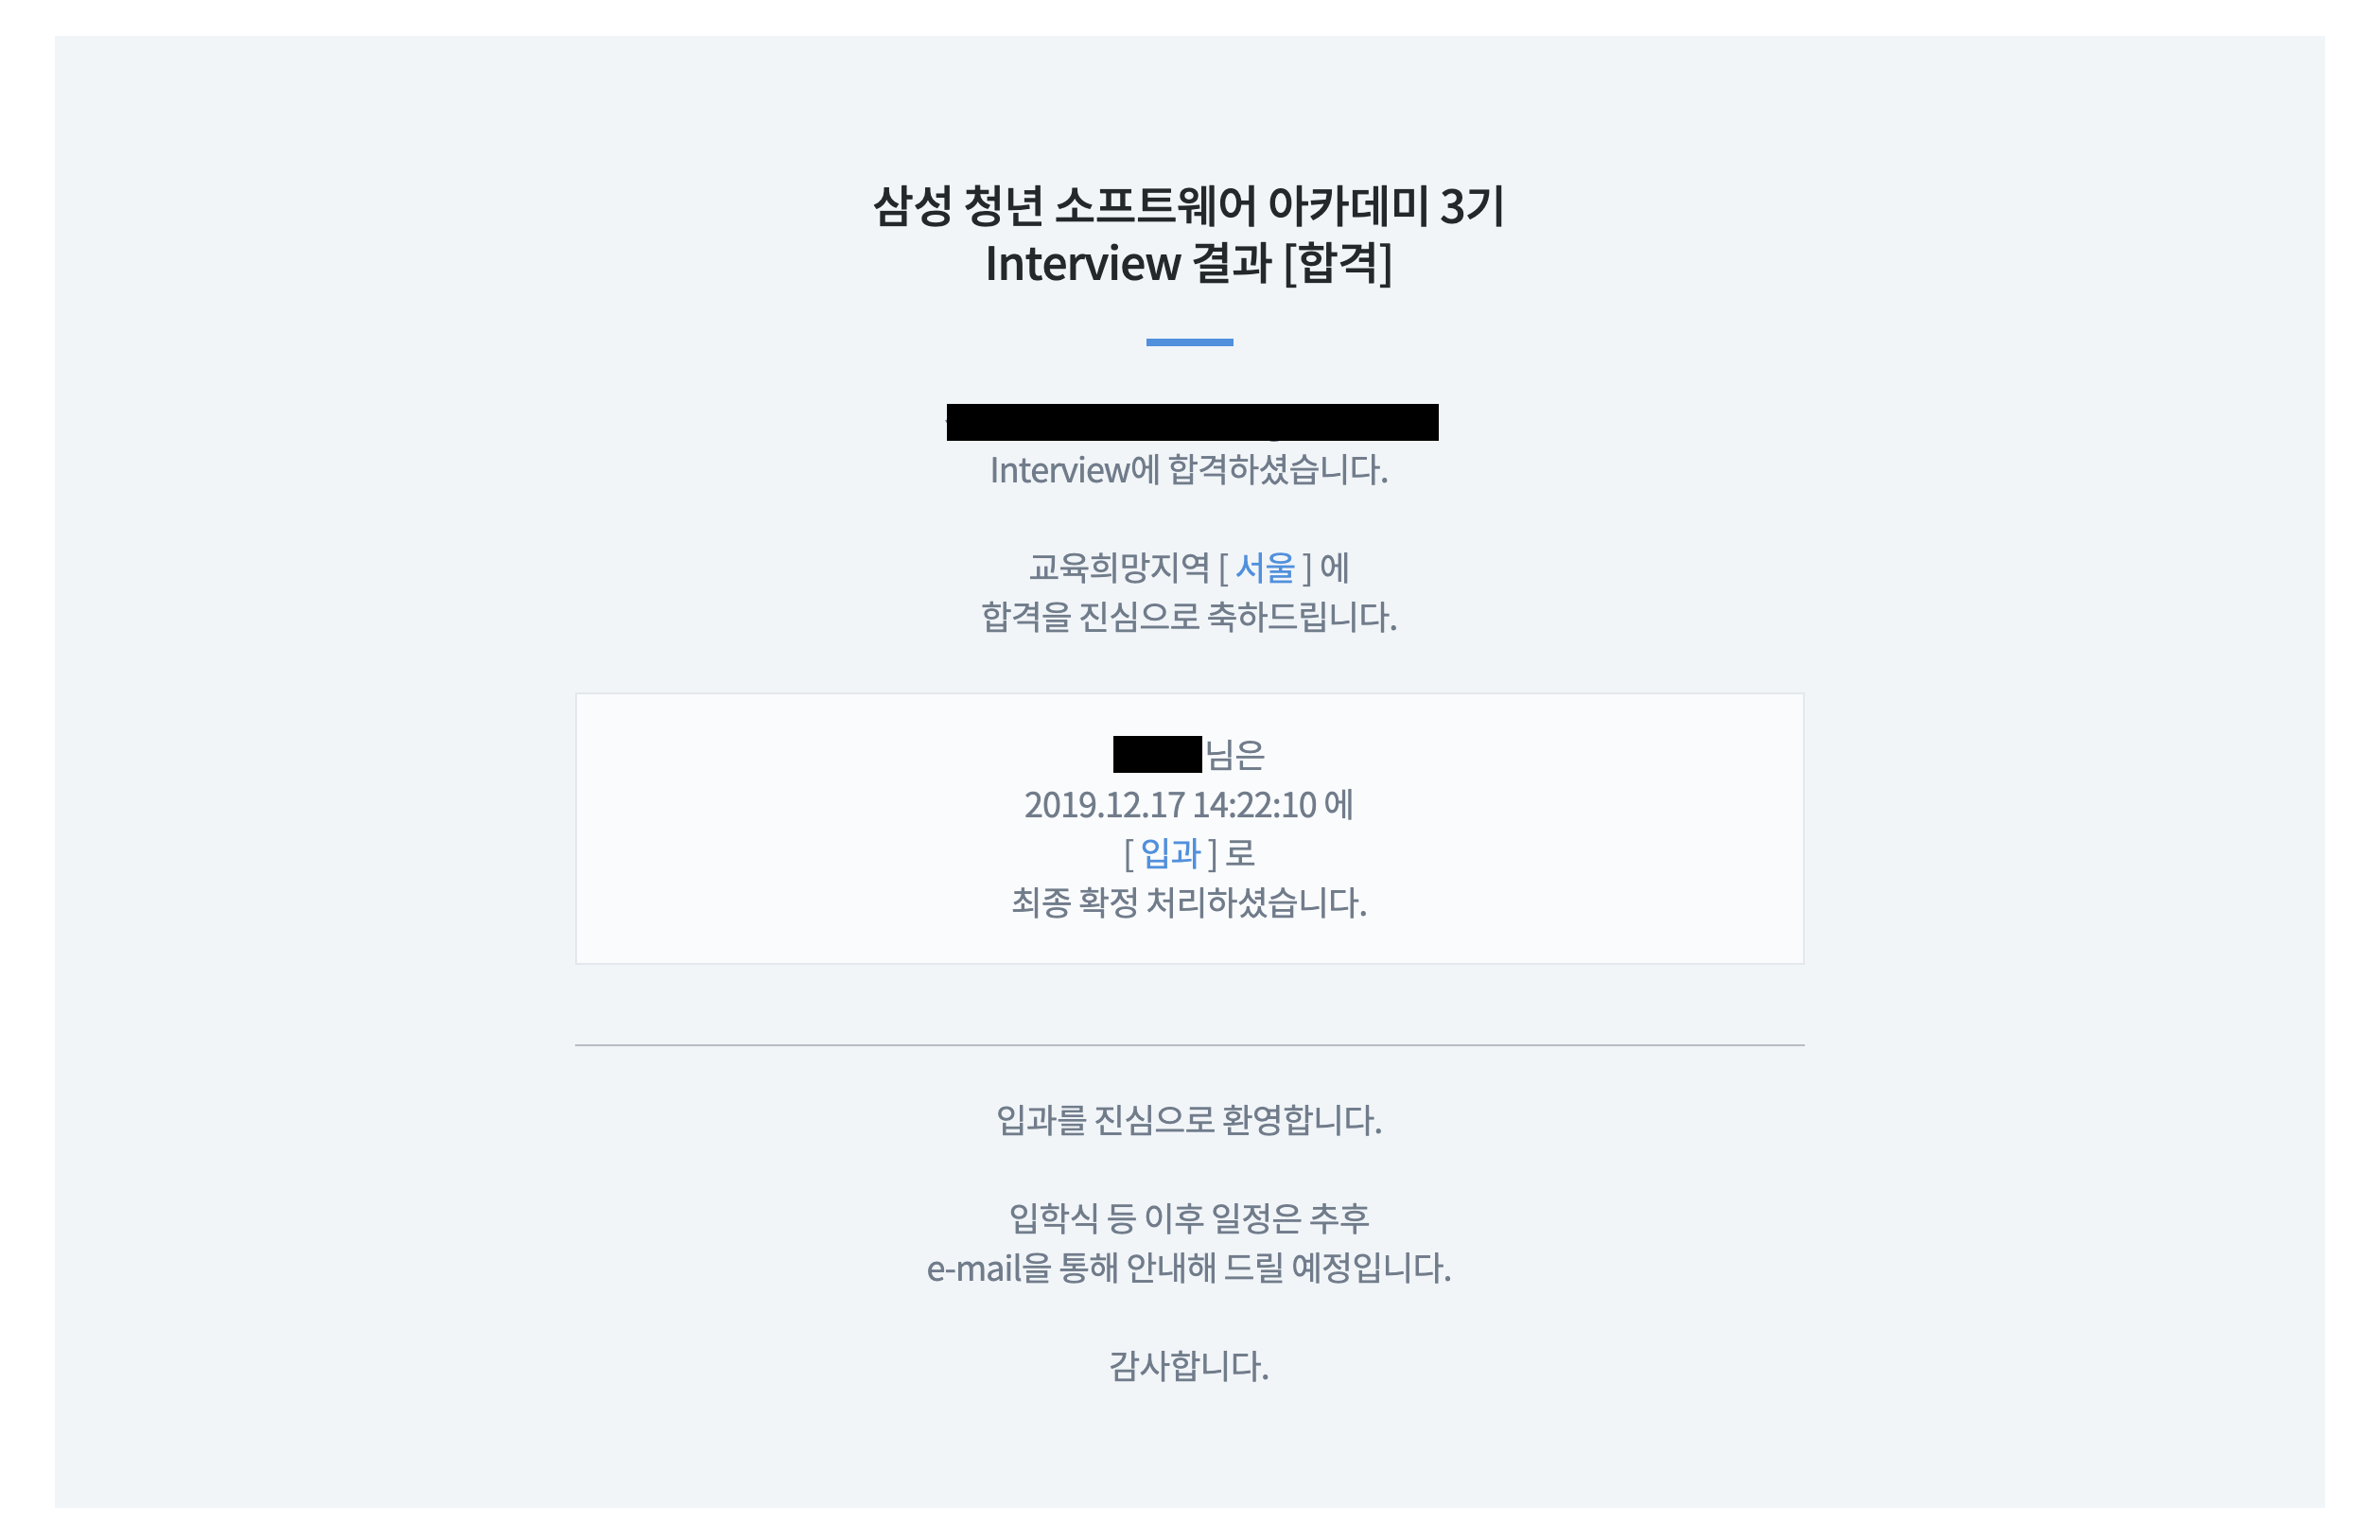 삼성 청년 소프트웨이 아카데미 3기
Interview 결과 [합격]
Interview에 합격하셨습니다.
교육희망지역 [ 서울 ] 에
합격을 진심으로 축하드립니다.
님은
2019.12.17 14:22:10 에
[ 입과 ] 로
최종 확정 처리하셨습니다.
입과를 진심으로 환영합니다.
입학식 등 이후 일정은 추후
e-mail을 통해 안내해 드릴 예정입니다.
감사합니다.